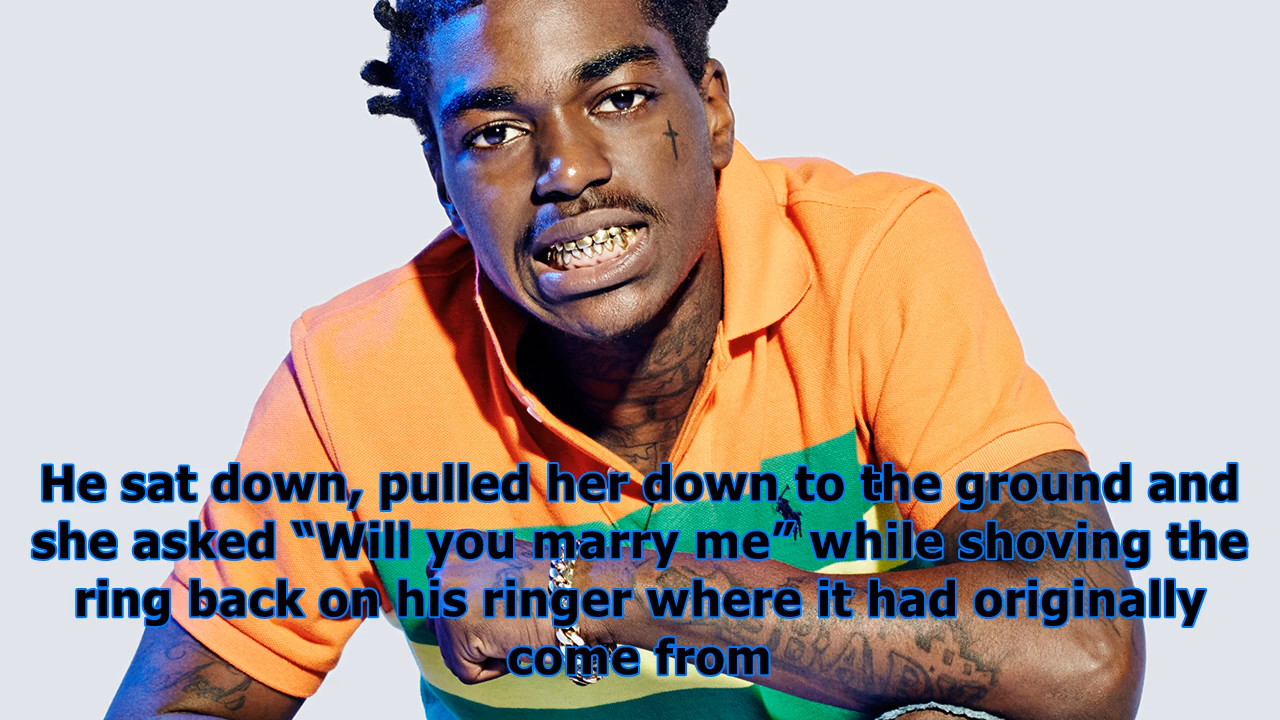 He sat down, pulled her down to the ground and
she asked “Will you marry me” while shoving the
ring back on his ringer where it had originally
come from